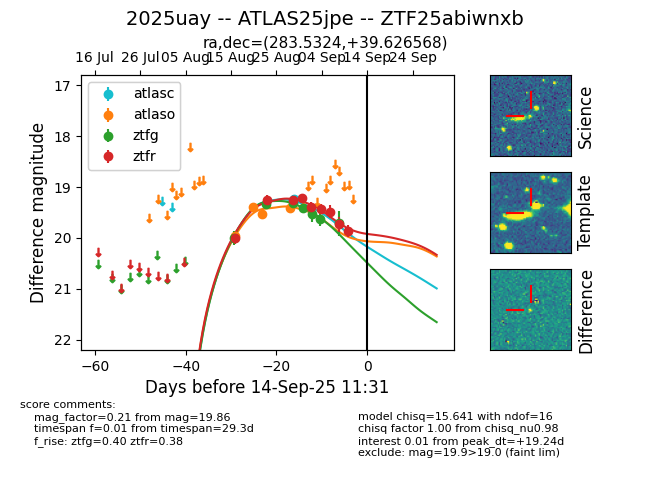 2025uay -- ATLAS25jpe -- ZTF25abiwnxb
ra,dec=(283.5324,+39.626568)
16 Jul 26 Jul 05 Aug 15 Aug 25 Aug 04 Sep 14 Sep 24 Sep
17
18
19
20
21
22
Difference magnitude
atlasc
atlaso
ztfg
ztfr
−60 −40 −20 0
Days before 14-Sep-25 11:31
Science
Template
Difference
score comments:
mag_factor=0.21 from mag=19.86
timespan f=0.01 from timespan=29.3d
f_rise: ztfg=0.40 ztfr=0.38
model chisq=15.641 with ndof=16
chisq factor 1.00 from chisq_nu0.98
interest 0.01 from peak_dt=+19.24d
exclude: mag=19.9>19.0 (faint lim)